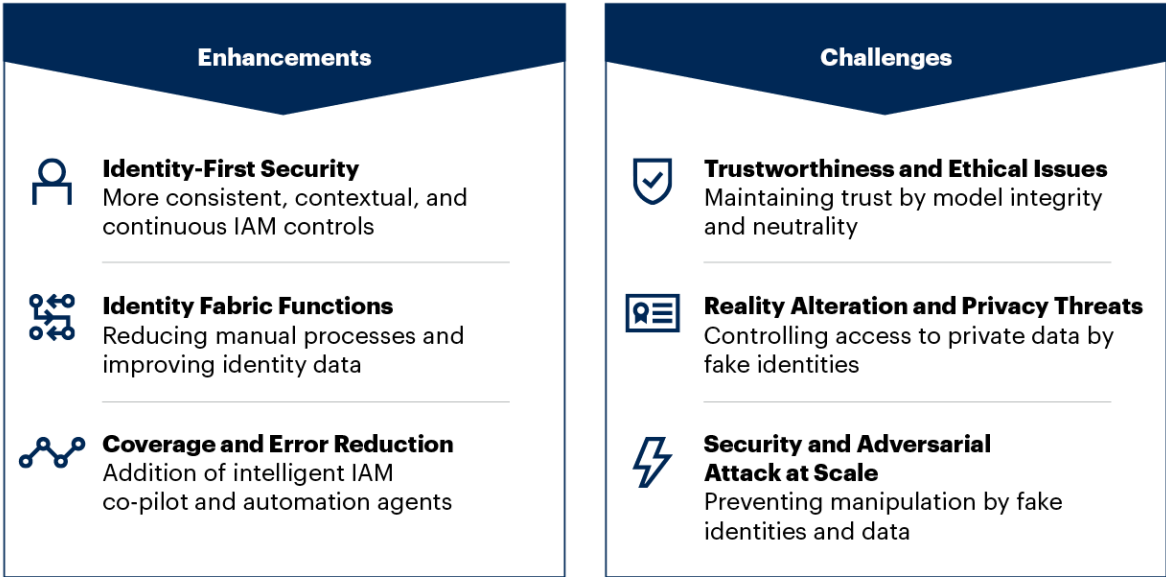 Enhancements
Identity-First Security
More consistent, contextual, and
continuous IAM controls
Identity Fabric Functions
Reducing manual processes and
improving identity data
Coverage and Error Reduction
Addition of intelligent IAM
co-pilot and automation agents
Challenges
Trustworthiness and Ethical Issues
Maintaining trust by model integrity
and neutrality
Reality Alteration and Privacy Threats
Controlling access to private data by
fake identities
Security and Adversarial
Attack at Scale
Preventing manipulation by fake
identities and data